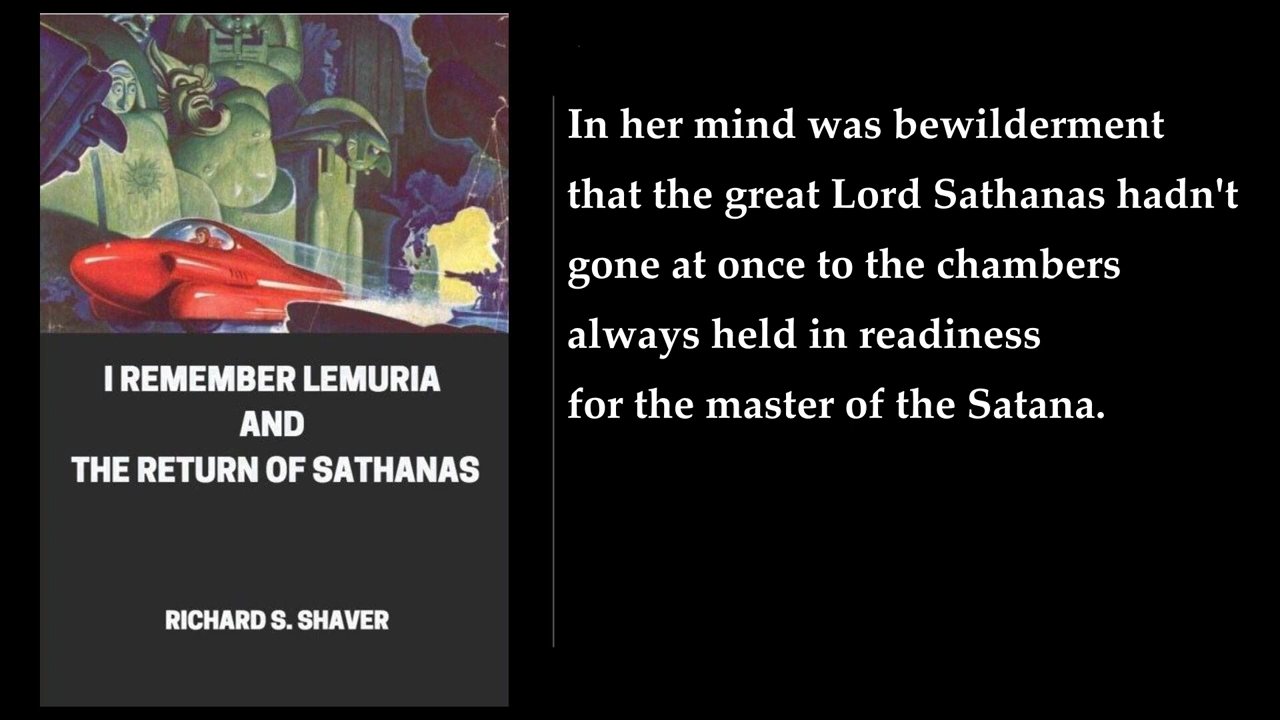 I REMEMBER LEMURIA
AND
THE RETURN OF SATHANAS
RICHARD S. SHAVER
In her mind was bewilderment
that the great Lord Sathanas hadn't
gone at once to the chambers
always held in readiness
for the master of the Satana.